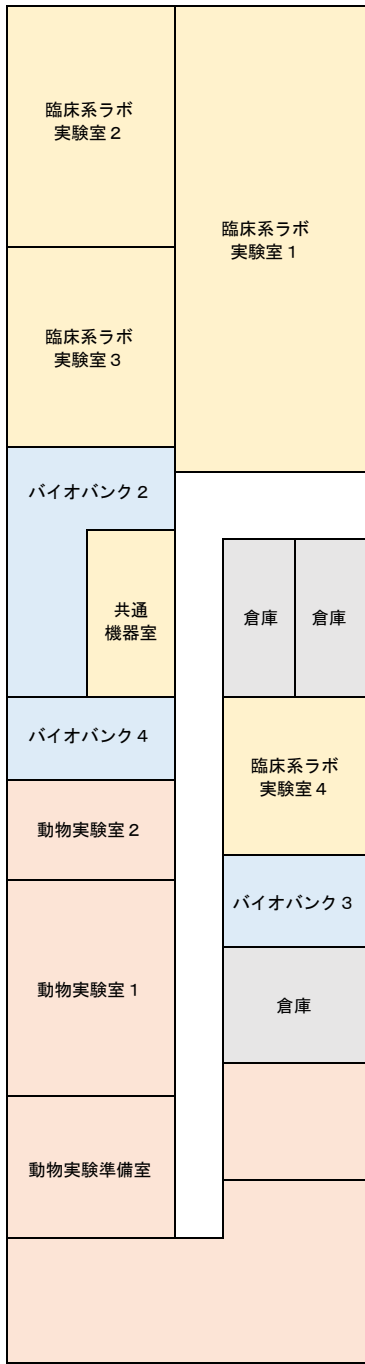 臨床系ラボ
実験室２
臨床系ラボ
実験室１
臨床系ラボ
実験室３
バイオバンク２
共通
機器室
倉庫
倉庫
バイオバンク４
臨床系ラボ
実験室４
動物実験室２
バイオバンク３
動物実験室１
倉庫
動物実験準備室